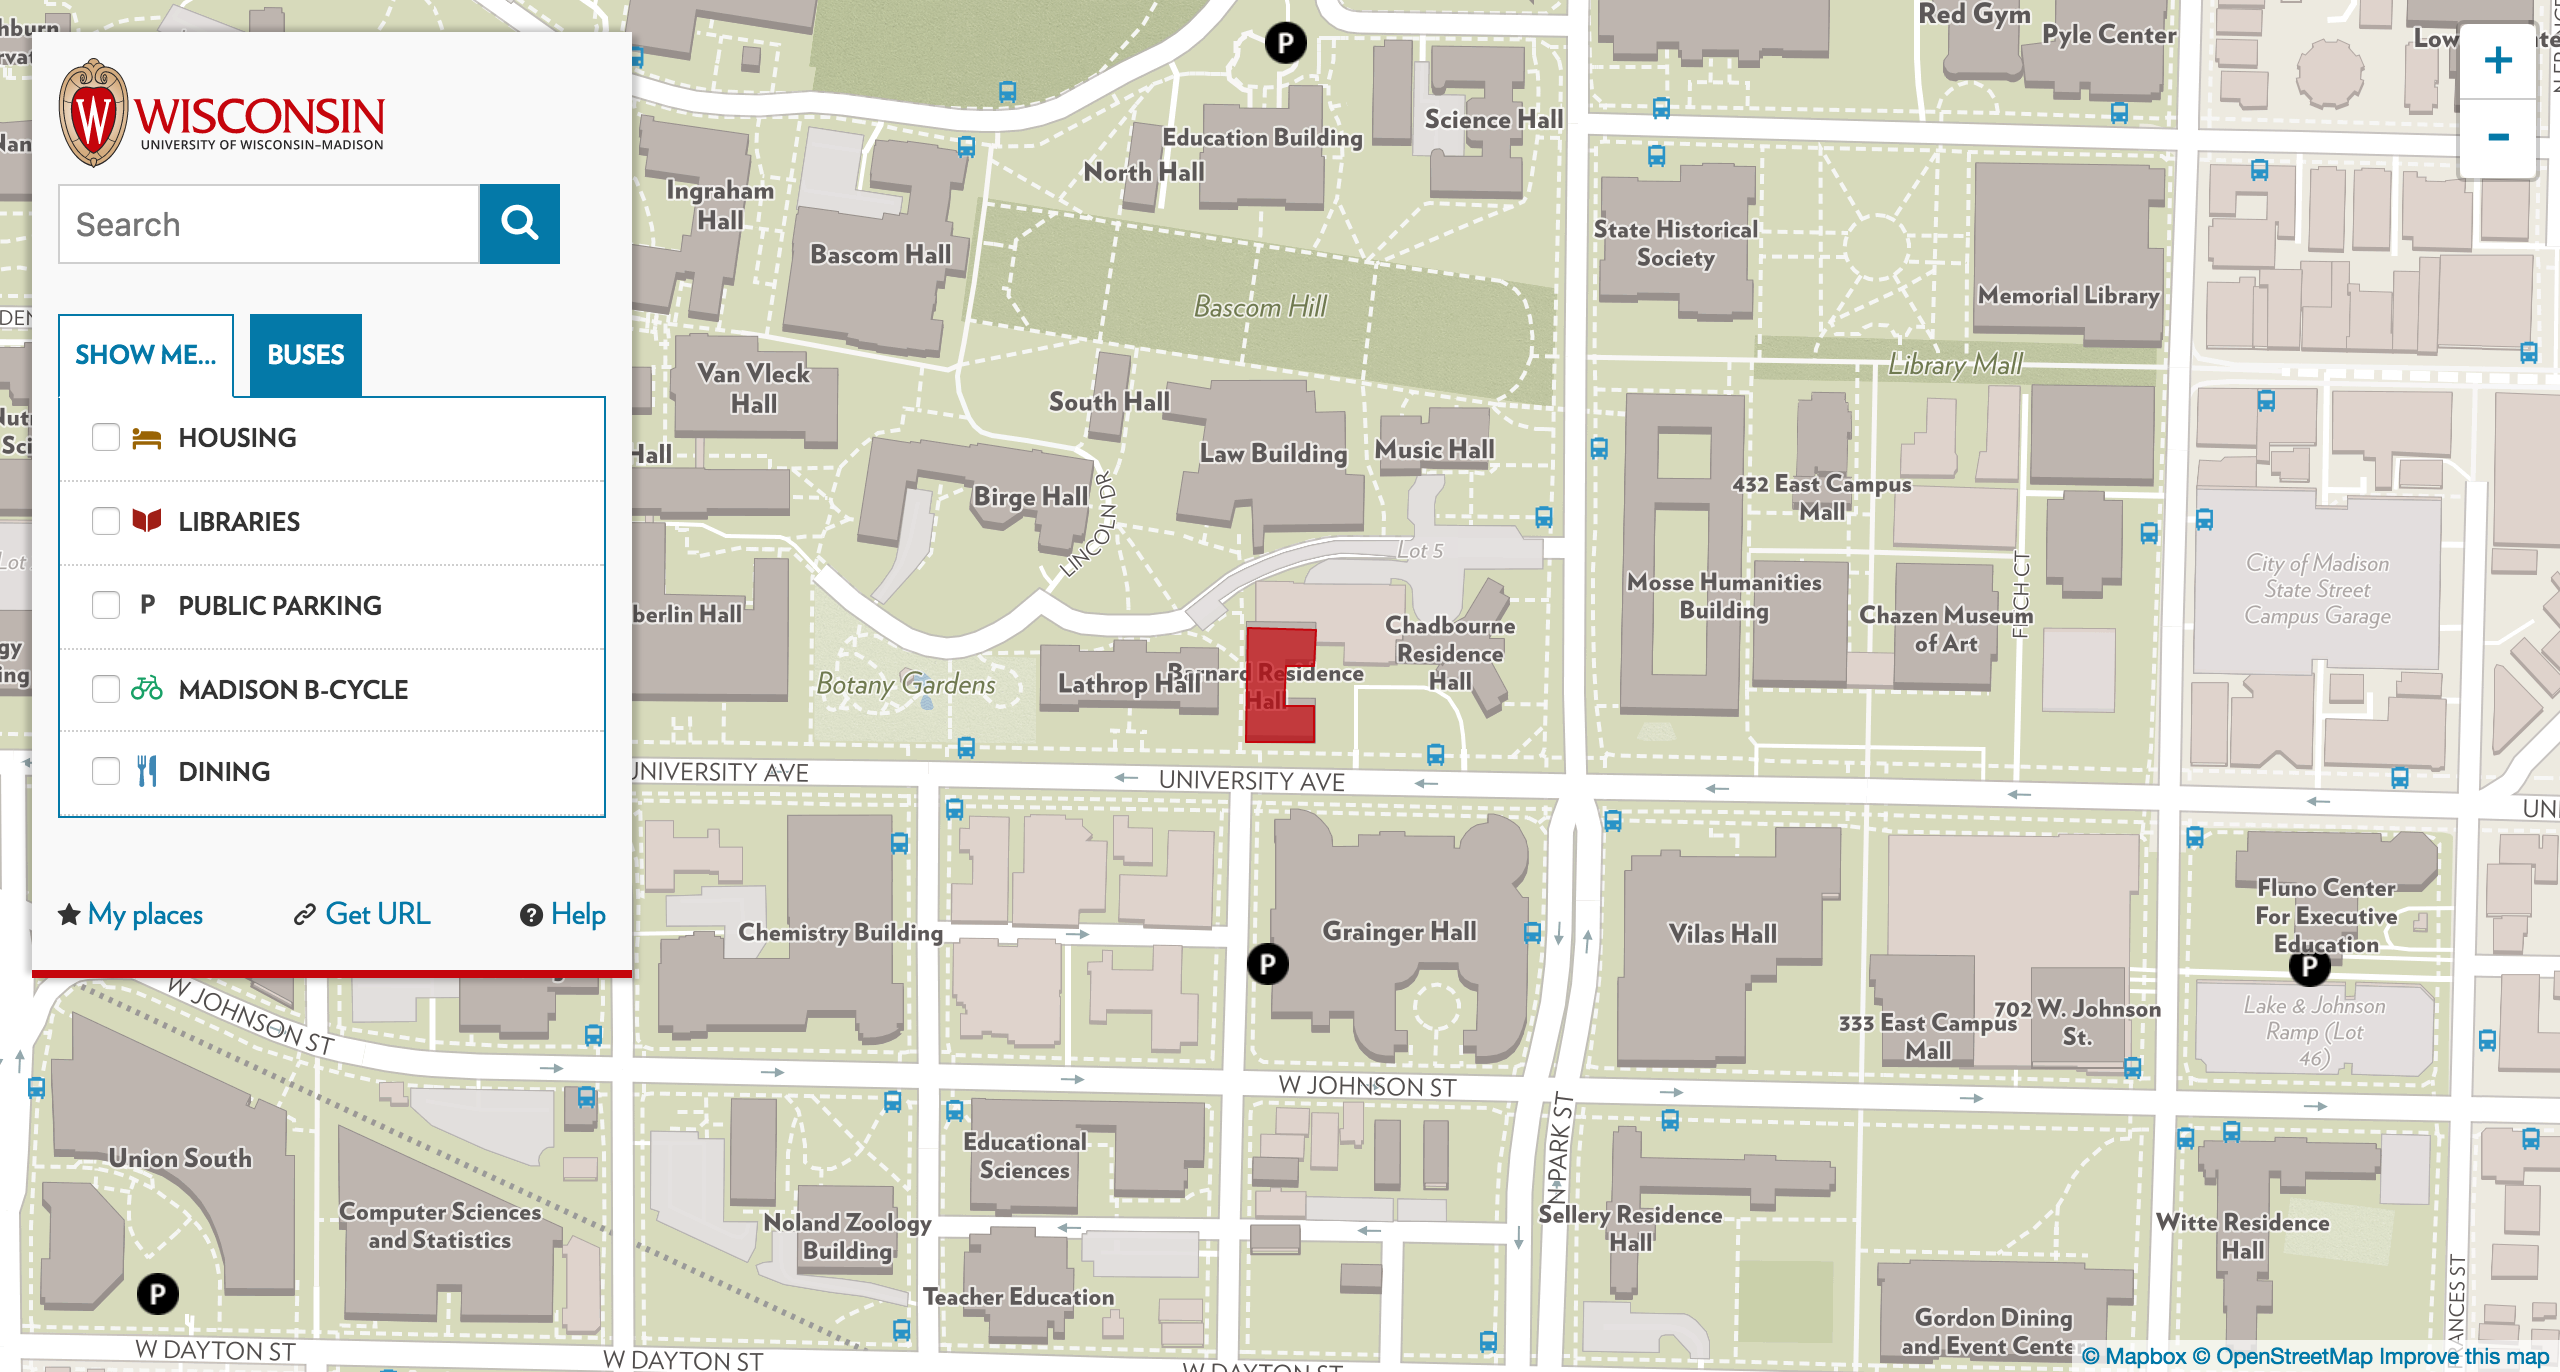 WISCONSIN
UNIVERSITY OF WISCONSIN–MADISON
Search
SHOW ME...
BUSES
HOUSING
LIBRARIES
P PUBLIC PARKING
MADISON B-CYCLE
DINING
My places
Get URL
Help
+
−
Red Gym
Pyle Center
P
Science Hall
Education Building
North Hall
Ingraham
Hall
Bascom Hall
State Historical
Society
Memorial Library
Bascom Hill
Library Mall
Van Vleck
Hall
South Hall
Law Building
Music Hall
Hall
Birge Hall
LINCOLN DR
432 East Campus
Mall
Lot 5
City of Madison
State Street
Campus Garage
Mosse Humanities
Building
Chazen Museum
of Art
Chadbourne
Residence
Hall
Barnard Residence
Hall
Lathrop Hall
Botany Gardens
berlin Hall
UNIVERSITY AVE
UNIVERSITY AVE
UNI
Chemistry Building
Grainger Hall
P
Vilas Hall
Fluno Center
For Executive
Education
P
Lake & Johnson
Ramp (Lot
46)
333 East Campus
Mall
702 W. Johnson
St.
W JOHNSON ST
W JOHNSON ST
N PARK ST
Union South
P
Computer Sciences
and Statistics
Educational
Sciences
Noland Zoology
Building
Teacher Education
Sellery Residence
Hall
Witte Residence
Hall
Gordon Dining
and Event Cente
RANCES ST
W DAYTON ST
W DAYTON ST
W DAYTON ST
© Mapbox © OpenStreetMap Improve this map